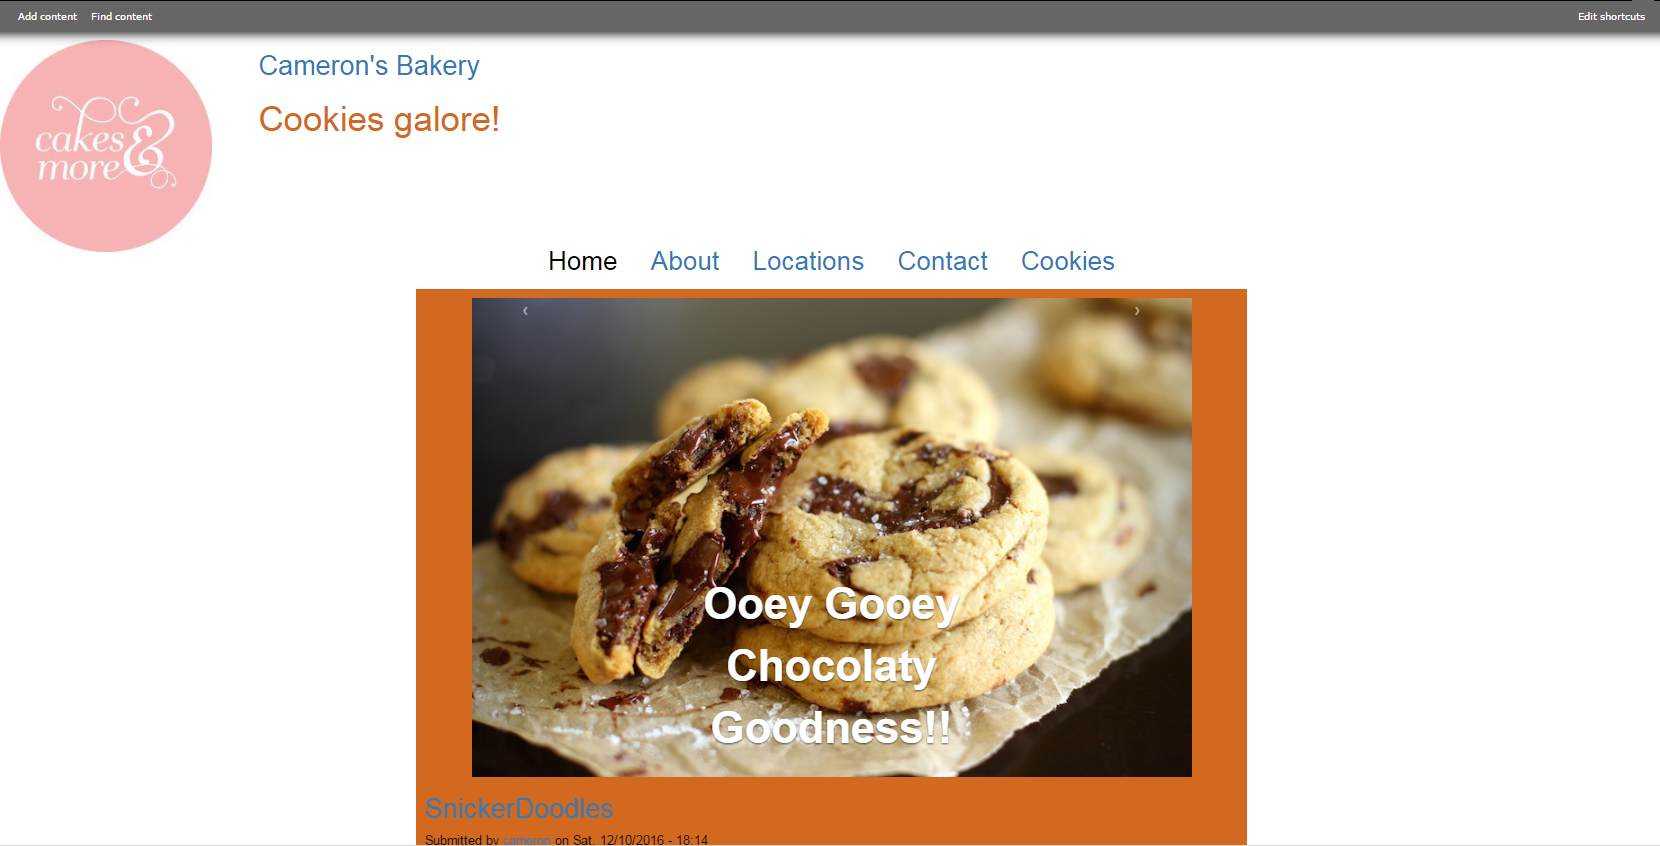 Add content Find content Edit shortcuts
cakes &
more
Cameron's Bakery
Cookies galore!
Home About Locations Contact Cookies
‹ ›
Ooey Gooey
Chocolaty
Goodness!!
SnickerDoodles
Submitted by cameron on Sat, 12/10/2016 - 18:14